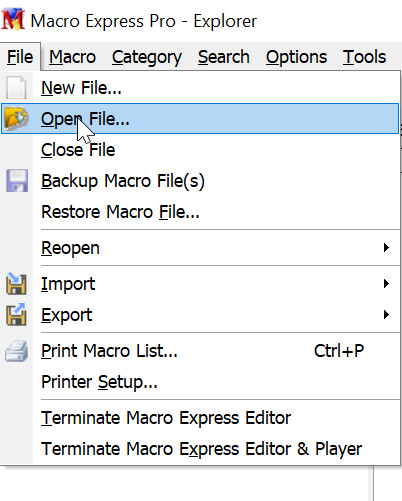 Macro Express Pro - Explorer
File Macro Category Search Options Tools
New File...
Open File...
Close File
Backup Macro File(s)
Restore Macro File...
Reopen
Import
Export
Print Macro List... Ctrl+P
Printer Setup...
Terminate Macro Express Editor
Terminate Macro Express Editor & Player